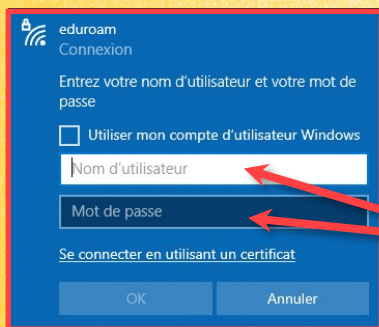 eduroam
Connexion
Entrez votre nom d'utilisateur et votre mot de
passe
Utiliser mon compte d'utilisateur Windows
Nom d'utilisateur
Mot de passe
Se connecter en utilisant un certificat
OK Annuler